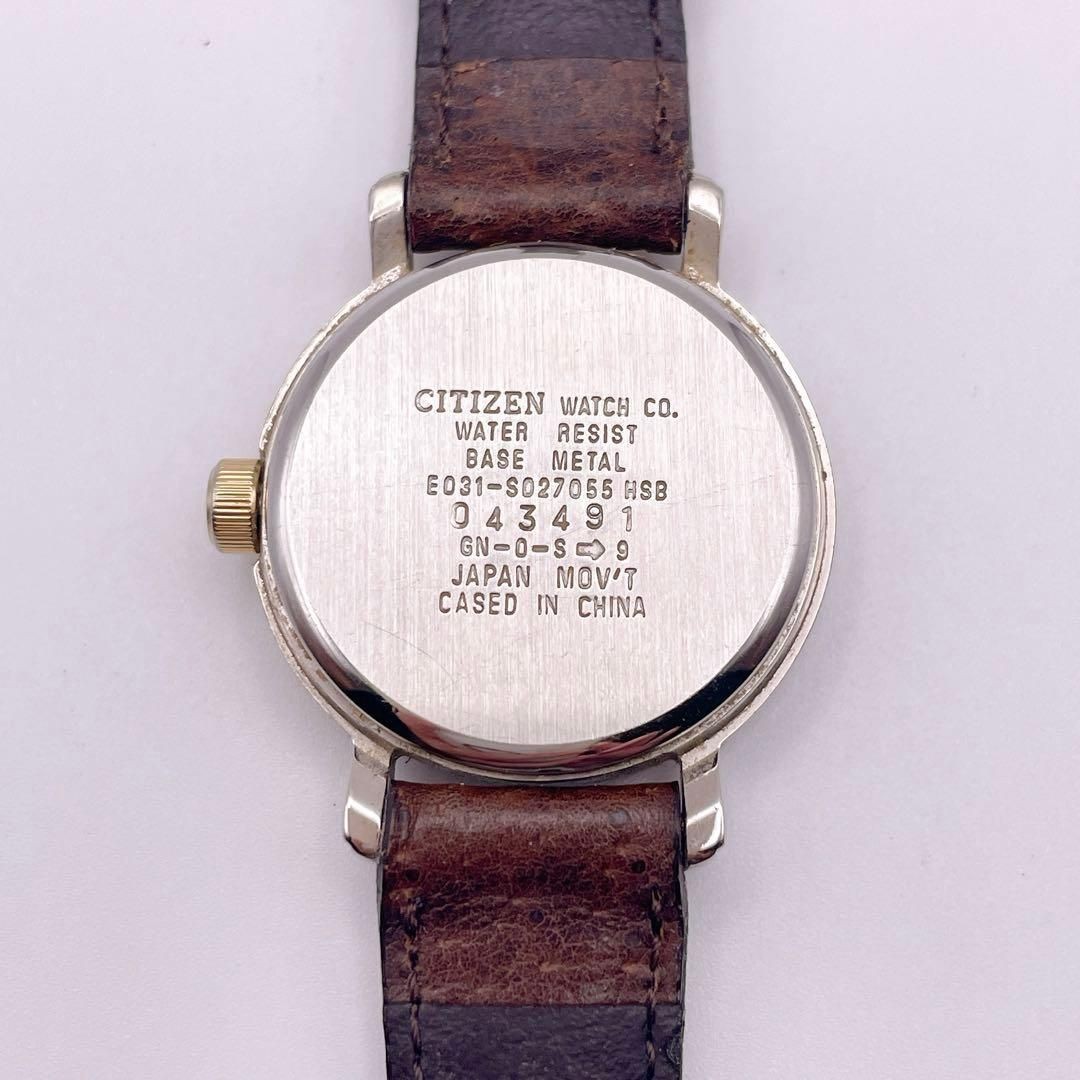 CITIZEN WATCH CO.
WATER RESIST
BASE METAL
E031-S027055 HSB
043491
GN-0-S ⇨ 9
JAPAN MOV'T
CASED IN CHINA